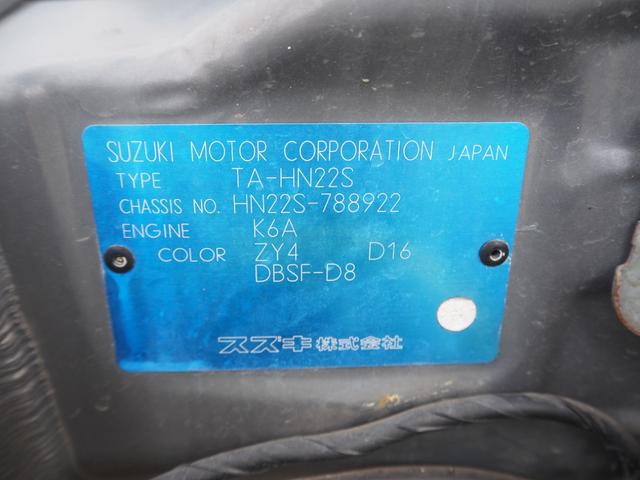 SUZUKI MOTOR CORPORATION JAPAN
TYPE TA-HN22S
CHASSIS NO. HN22S-788922
ENGINE K6A
COLOR ZY4 D16
DBSF-D8
スズキ株式会社